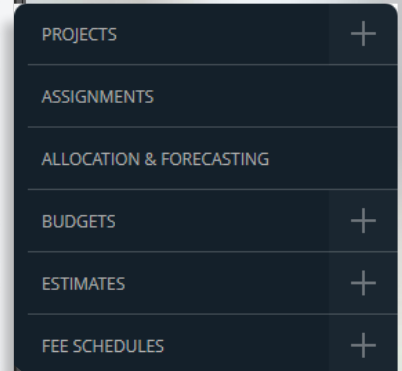 PROJECTS
ASSIGNMENTS
ALLOCATION & FORECASTING
BUDGETS
ESTIMATES
FEE SCHEDULES